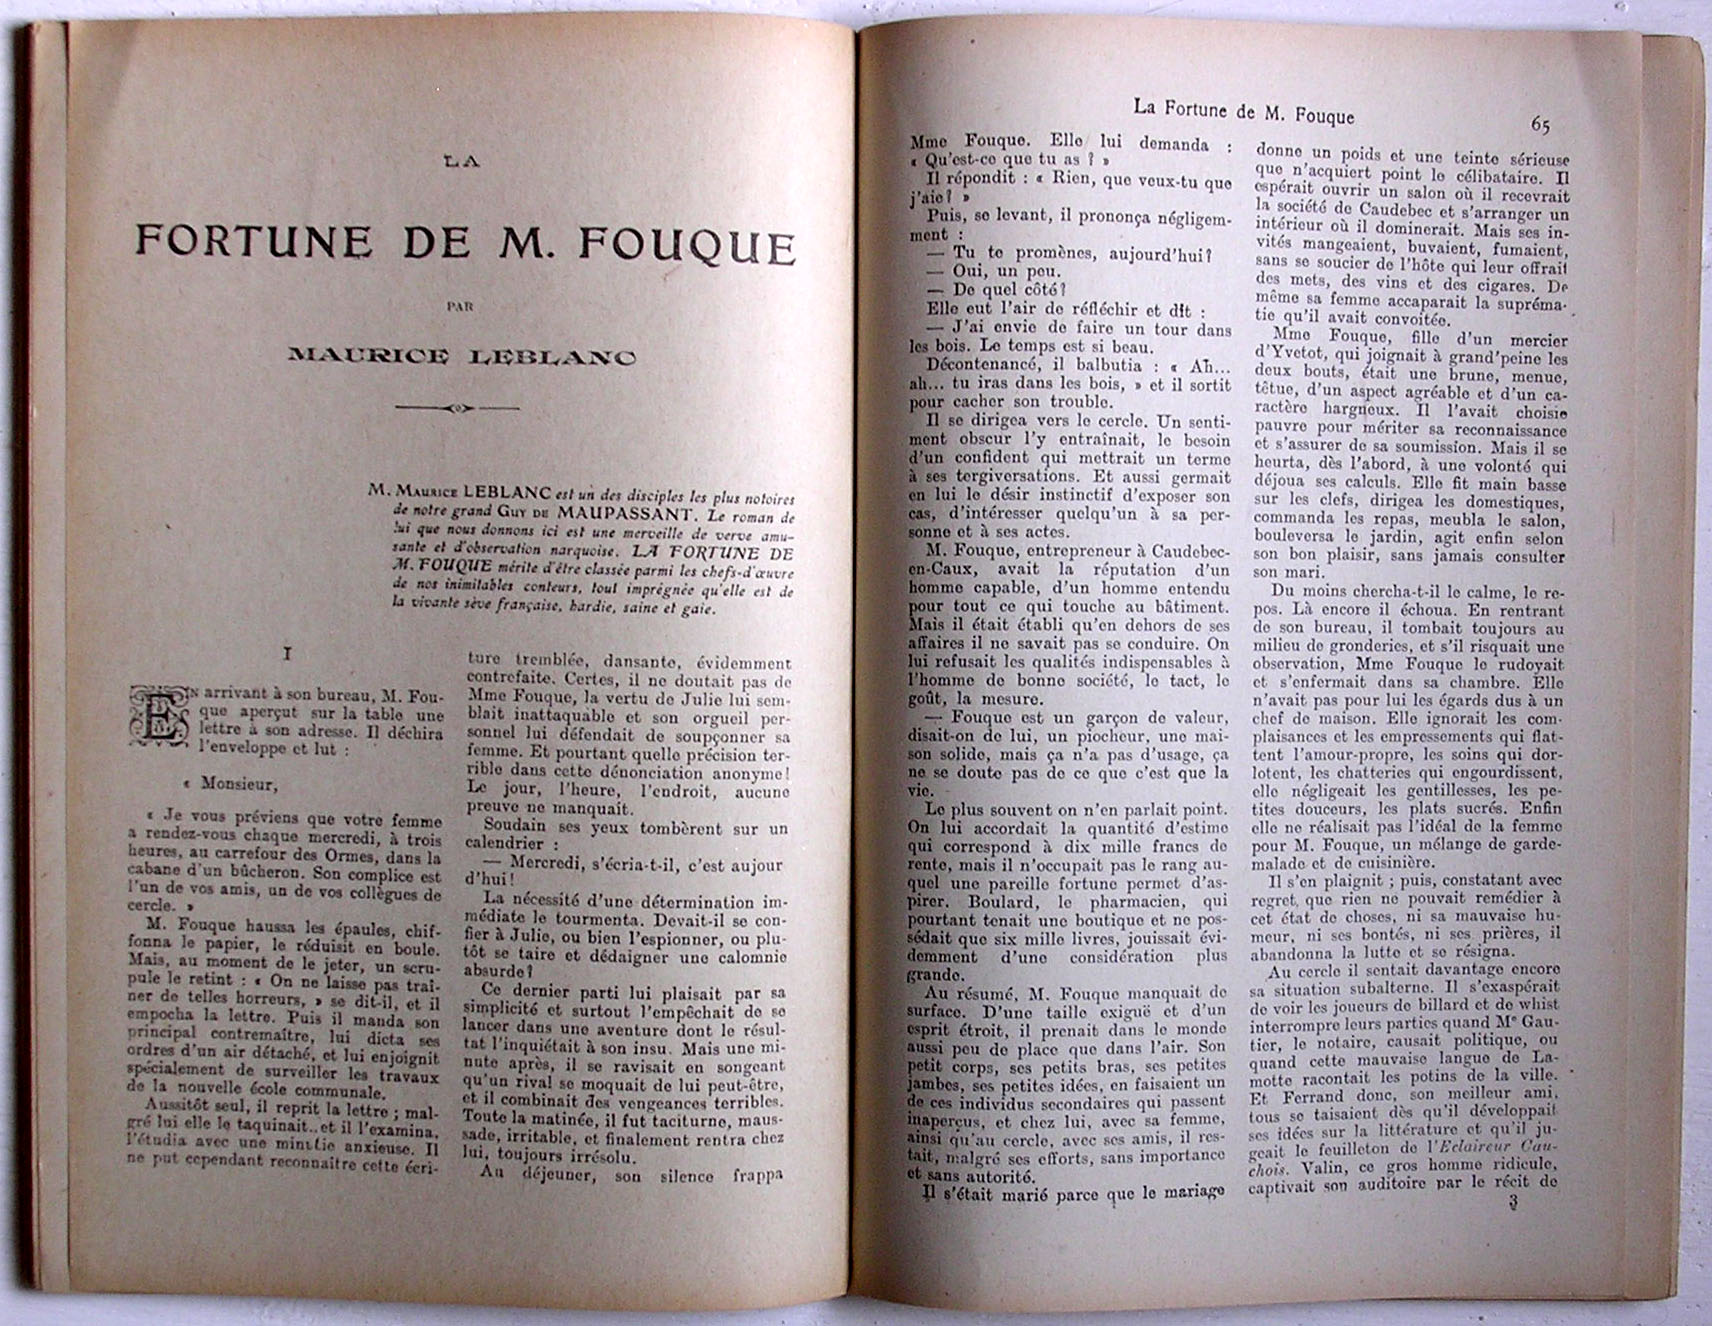 LA
FORTUNE DE M. FOUQUE
PAR
MAURICE LEBLANC
M. MAURICE LEBLANC est un des disciples les plus notoires
de notre grand GUY DE MAUPASSANT. Le roman de
lui que nous donnons ici est une merveille de verve amu-
sante et d'observation narquoise. LA FORTUNE DE
M. FOUQUE mérite d'être classée parmi les chefs-d'œuvre
de nos inimitables conteurs, tout imprégnée qu'elle est de
la vivante sève française, hardie, saine et gaie.
I
EN arrivant à son bureau, M. Fou-
que aperçut sur la table une
lettre à son adresse. Il déchira
l'enveloppe et lut :
« Monsieur,
« Je vous préviens que votre femme
a rendez-vous chaque mercredi, à trois
heures, au carrefour des Ormes, dans la
cabane d'un bûcheron. Son complice est
l'un de vos amis, un de vos collègues de
cercle. »
M. Fouque haussa les épaules, chif-
fonna le papier, le réduisit en boule.
Mais, au moment de le jeter, un scru-
pule le retint : « On ne laisse pas traî-
ner de telles horreurs, » se dit-il, et il
empocha la lettre. Puis il manda son
principal contremaître, lui dicta ses
ordres d'un air détaché, et lui enjoignit
spécialement de surveiller les travaux
de la nouvelle école communale.
Aussitôt seul, il reprit la lettre ; mal-
gré lui elle le taquinait.. et il l'examina,
l'étudia avec une minutie anxieuse. Il
ne put cependant reconnaître cette écri-
ture tremblée, dansante, évidemment
contrefaite. Certes, il ne doutait pas de
Mme Fouque, la vertu de Julie lui sem-
blait inattaquable et son orgueil per-
sonnel lui défendait de soupçonner sa
femme. Et pourtant quelle précision ter-
rible dans cette dénonciation anonyme!
Le jour, l'heure, l'endroit, aucune
preuve ne manquait.
Soudain ses yeux tombèrent sur un
calendrier :
— Mercredi, s'écria-t-il, c'est aujour
d'hui!
La nécessité d'une détermination im-
médiate le tourmenta. Devait-il se con-
fier à Julie, ou bien l'espionner, ou plu-
tôt se taire et dédaigner une calomnie
absurde?
Ce dernier parti lui plaisait par sa
simplicité et surtout l'empêchait de se
lancer dans une aventure dont le résul-
tat l'inquiétait à son insu. Mais une mi-
nute après, il se ravisait en songeant
qu'un rival se moquait de lui peut-être,
et il combinait des vengeances terribles.
Toute la matinée, il fut taciturne, maus-
sade, irritable, et finalement rentra chez
lui, toujours irrésolu.
Au déjeuner, son silence frappa
La Fortune de M. Fouque
65
Mme Fouque. Elle lui demanda :
« Qu'est-ce que tu as ? »
Il répondit : « Rien, que veux-tu que
j'aie? »
Puis, se levant, il prononça négligem-
ment :
— Tu te promènes, aujourd'hui?
— Oui, un peu.
— De quel côté?
Elle eut l'air de réfléchir et dit :
— J'ai envie de faire un tour dans
les bois. Le temps est si beau.
Décontenancé, il balbutia : « Ah...
ah... tu iras dans les bois, » et il sortit
pour cacher son trouble.
Il se dirigea vers le cercle. Un senti-
ment obscur l'y entraînait, le besoin
d'un confident qui mettrait un terme
à ses tergiversations. Et aussi germait
en lui le désir instinctif d'exposer son
cas, d'intéresser quelqu'un à sa per-
sonne et à ses actes.
M. Fouque, entrepreneur à Caudebec-
en-Caux, avait la réputation d'un
homme capable, d'un homme entendu
pour tout ce qui touche au bâtiment.
Mais il était établi qu'en dehors de ses
affaires il ne savait pas se conduire. On
lui refusait les qualités indispensables à
l'homme de bonne société, le tact, le
goût, la mesure.
— Fouque est un garçon de valeur,
disait-on de lui, un piocheur, une mai-
son solide, mais ça n'a pas d'usage, ça
ne se doute pas de ce que c'est que la
vie.
Le plus souvent on n'en parlait point.
On lui accordait la quantité d'estime
qui correspond à dix mille francs de
rente, mais il n'occupait pas le rang au-
quel une pareille fortune permet d'as-
pirer. Boulard, le pharmacien, qui
pourtant tenait une boutique et ne pos-
sédait que six mille livres, jouissait évi-
demment d'une considération plus
grande.
Au résumé, M. Fouque manquait de
surface. D'une taille exiguë et d'un
esprit étroit, il prenait dans le monde
aussi peu de place que dans l'air. Son
petit corps, ses petits bras, ses petites
jambes, ses petites idées, en faisaient un
de ces individus secondaires qui passent
inaperçus, et chez lui, avec sa femme,
ainsi qu'au cercle, avec ses amis, il res-
tait, malgré ses efforts, sans importance
et sans autorité.
Il s'était marié parce que le mariage
donne un poids et une teinte sérieuse
que n'acquiert point le célibataire. Il
espérait ouvrir un salon où il recevrait
la société de Caudebec et s'arranger un
intérieur où il dominerait. Mais ses in-
vités mangeaient, buvaient, fumaient,
sans se soucier de l'hôte qui leur offrait
des mets, des vins et des cigares. De
même sa femme accaparait la supréma-
tie qu'il avait convoitée.
Mme Fouque, fille d'un mercier
d'Yvetot, qui joignait à grand'peine les
deux bouts, était une brune, menue,
têtue, d'un aspect agréable et d'un ca-
ractère hargneux. Il l'avait choisie
pauvre pour mériter sa reconnaissance
et s'assurer de sa soumission. Mais il se
heurta, dès l'abord, à une volonté qui
déjoua ses calculs. Elle fit main basse
sur les clefs, dirigea les domestiques,
commanda les repas, meubla le salon,
bouleversa le jardin, agit enfin selon
son bon plaisir, sans jamais consulter
son mari.
Du moins chercha-t-il le calme, le re-
pos. Là encore il échoua. En rentrant
de son bureau, il tombait toujours au
milieu de gronderies, et s'il risquait une
observation, Mme Fouque le rudoyait
et s'enfermait dans sa chambre. Elle
n'avait pas pour lui les égards dus à un
chef de maison. Elle ignorait les com-
plaisances et les empressements qui flat-
tent l'amour-propre, les soins qui dor-
lotent, les chatteries qui engourdissent,
elle négligeait les gentillesses, les pe-
tites douceurs, les plats sucrés. Enfin
elle ne réalisait pas l'idéal de la femme
pour M. Fouque, un mélange de garde-
malade et de cuisinière.
Il s'en plaignit ; puis, constatant avec
regret, que rien ne pouvait remédier à
cet état de choses, ni sa mauvaise hu-
meur, ni ses bontés, ni ses prières, il
abandonna la lutte et se résigna.
Au cercle il sentait davantage encore
sa situation subalterne. Il s'exaspérait
de voir les joueurs de billard et de whist
interrompre leurs parties quand Mᵉ Gau-
tier, le notaire, causait politique, ou
quand cette mauvaise langue de La-
motte racontait les potins de la ville.
Et Ferrand donc, son meilleur ami,
tous se taisaient dès qu'il développait
ses idées sur la littérature et qu'il ju-
geait le feuilleton de l'Eclaireur Cau-
chois. Valin, ce gros homme ridicule,
captivait son auditoire par le récit de
3